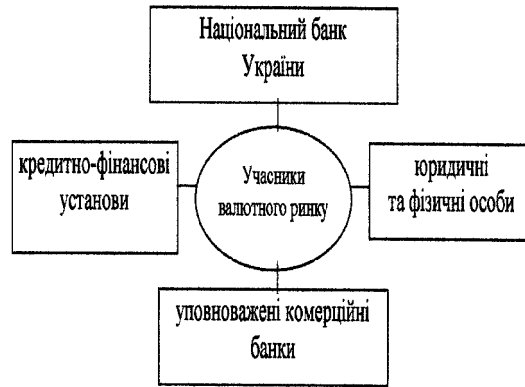 Національний банк
України
кредитно-фінансові
установи
Учасники
валютного ринку
юридичні
та фізичні особи
уповноважені комерційні
банки